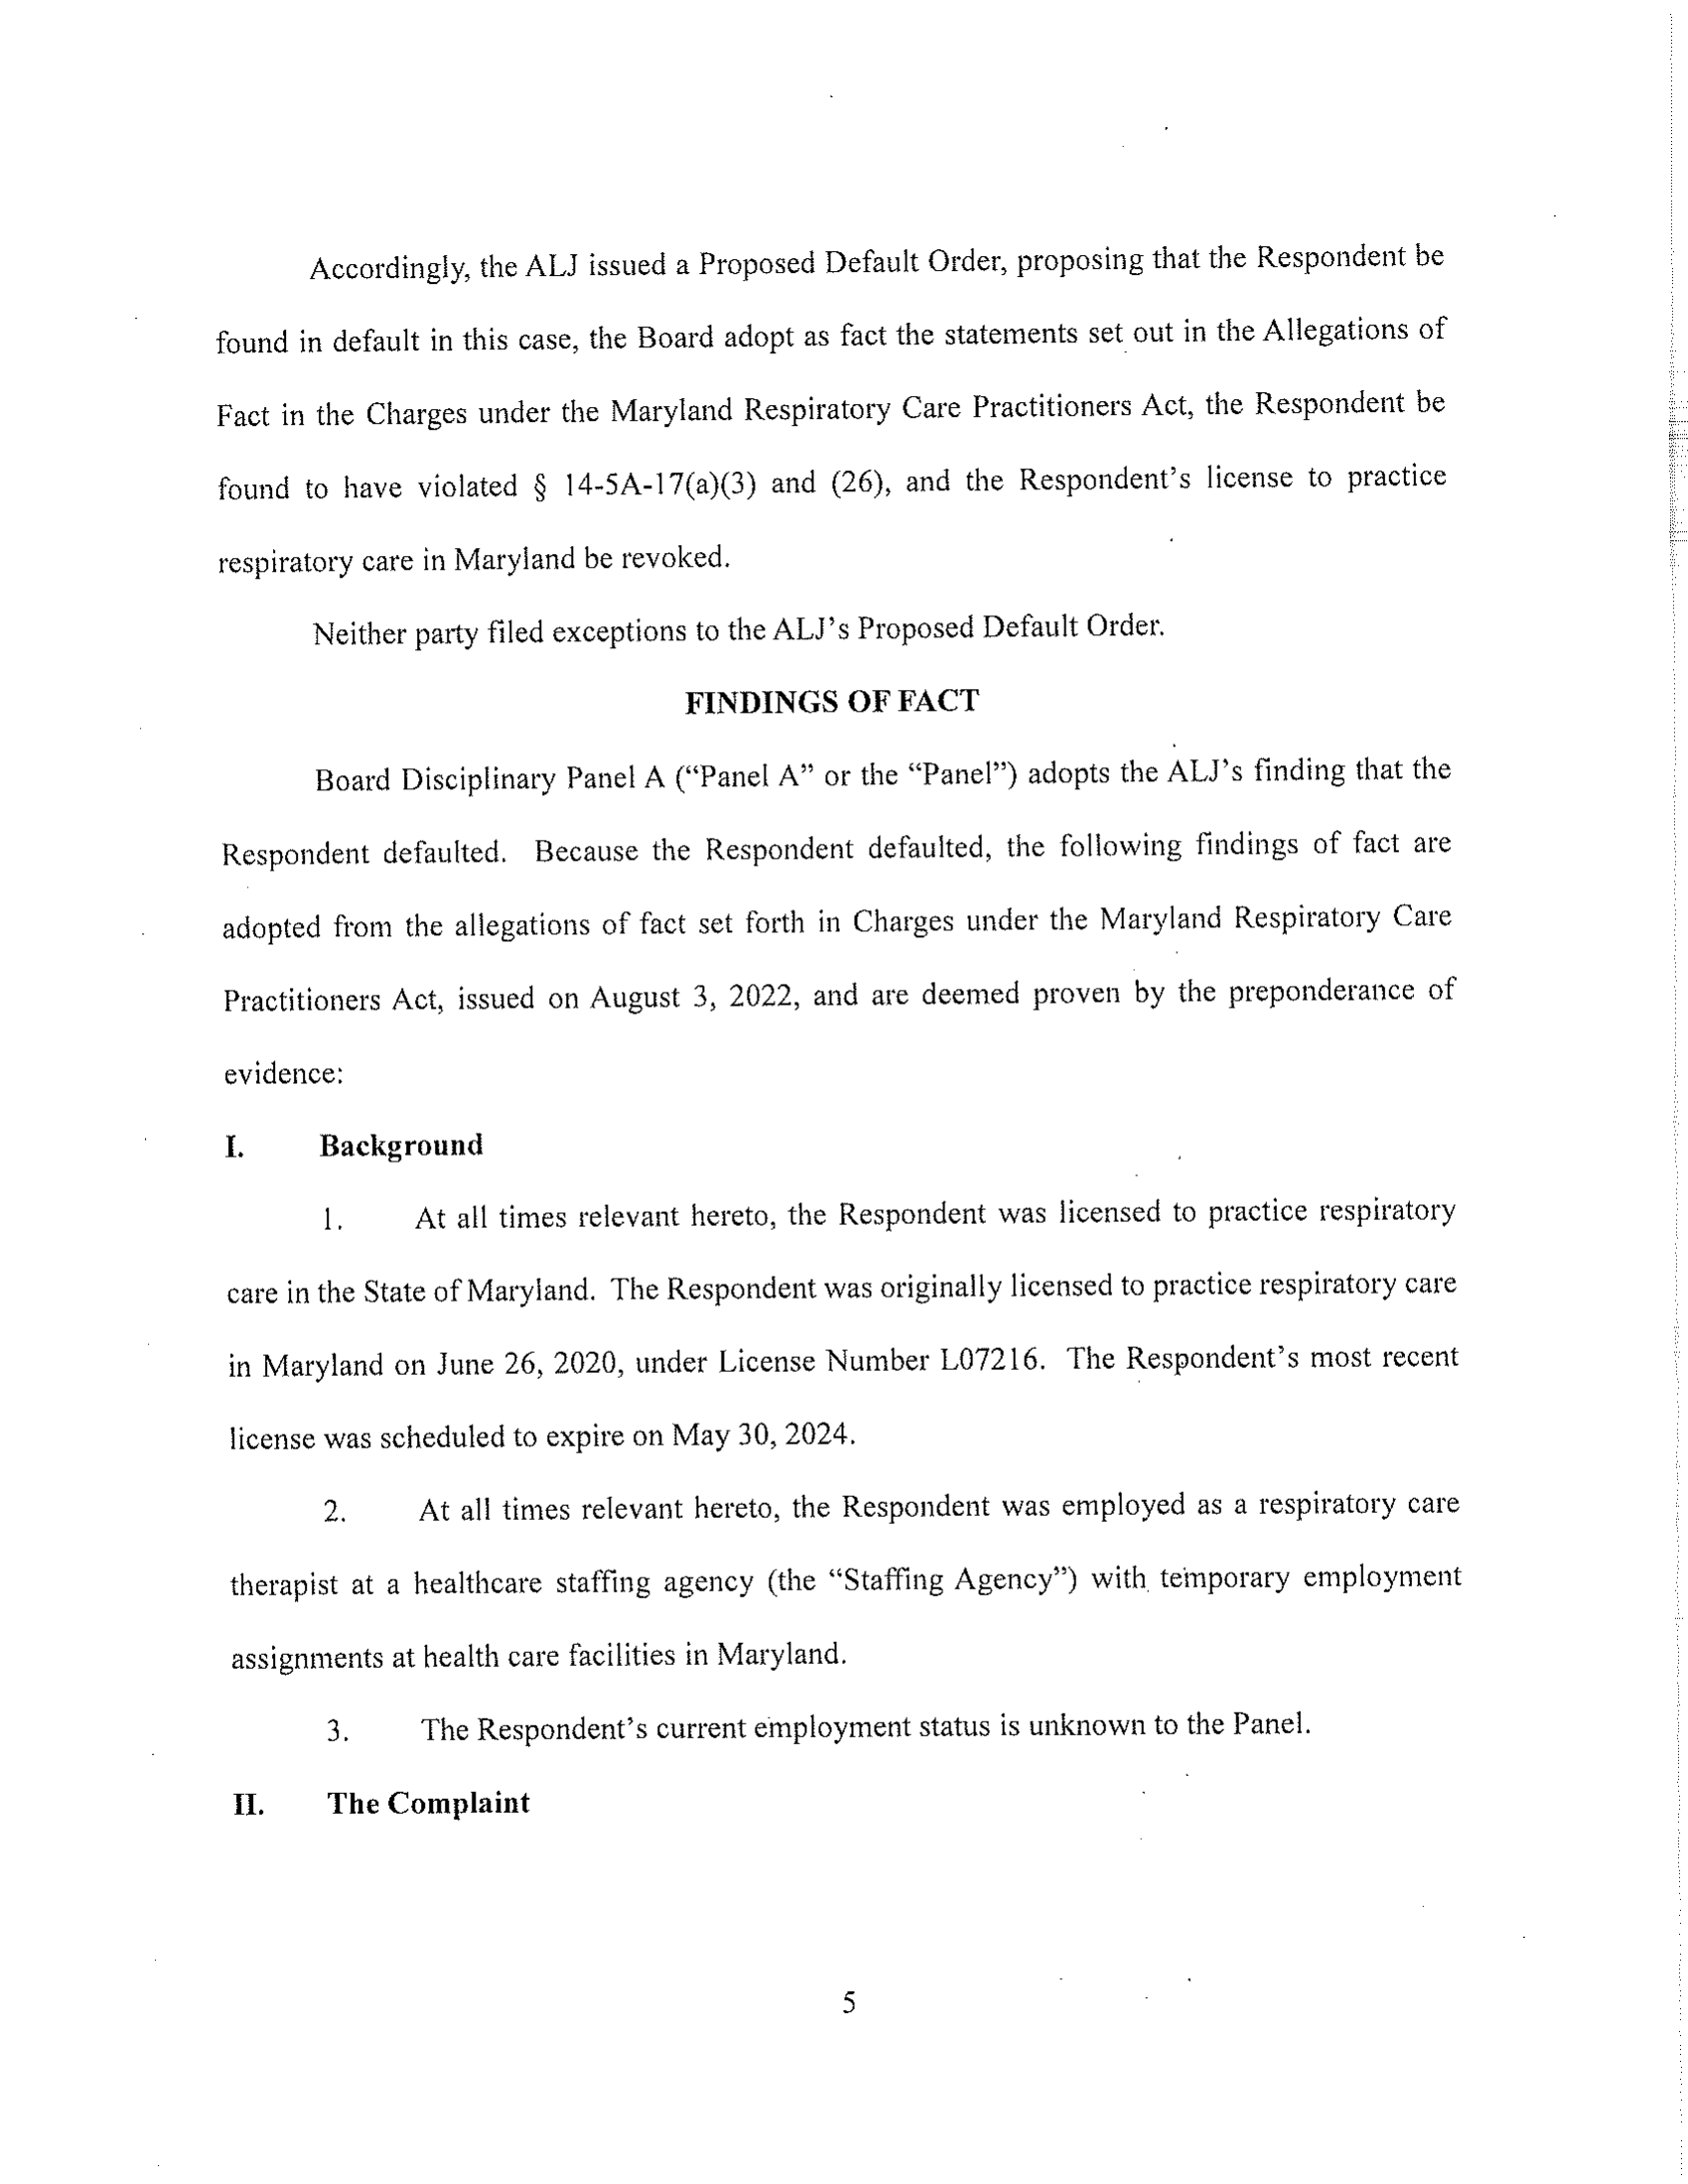 Accordingly, the ALJ issued a Proposed Default Order, proposing that the Respondent be
found in default in this case, the Board adopt as fact the statements set out in the Allegations of
Fact in the Charges under the Maryland Respiratory Care Practitioners Act, the Respondent be
found to have violated § 14-5A-17(a)(3) and (26), and the Respondent's license to practice
respiratory care in Maryland be revoked.
Neither party filed exceptions to the ALJ's Proposed Default Order.
FINDINGS OF FACT
Board Disciplinary Panel A (“Panel A” or the “Panel”) adopts the ALJ's finding that the
Respondent defaulted. Because the Respondent defaulted, the following findings of fact are
adopted from the allegations of fact set forth in Charges under the Maryland Respiratory Care
Practitioners Act, issued on August 3, 2022, and are deemed proven by the preponderance of
evidence:
I. Background
1. At all times relevant hereto, the Respondent was licensed to practice respiratory
care in the State of Maryland. The Respondent was originally licensed to practice respiratory care
in Maryland on June 26, 2020, under License Number L07216. The Respondent's most recent
license was scheduled to expire on May 30, 2024.
2. At all times relevant hereto, the Respondent was employed as a respiratory care
therapist at a healthcare staffing agency (the “Staffing Agency”) with temporary employment
assignments at health care facilities in Maryland.
3. The Respondent's current employment status is unknown to the Panel.
II. The Complaint
5